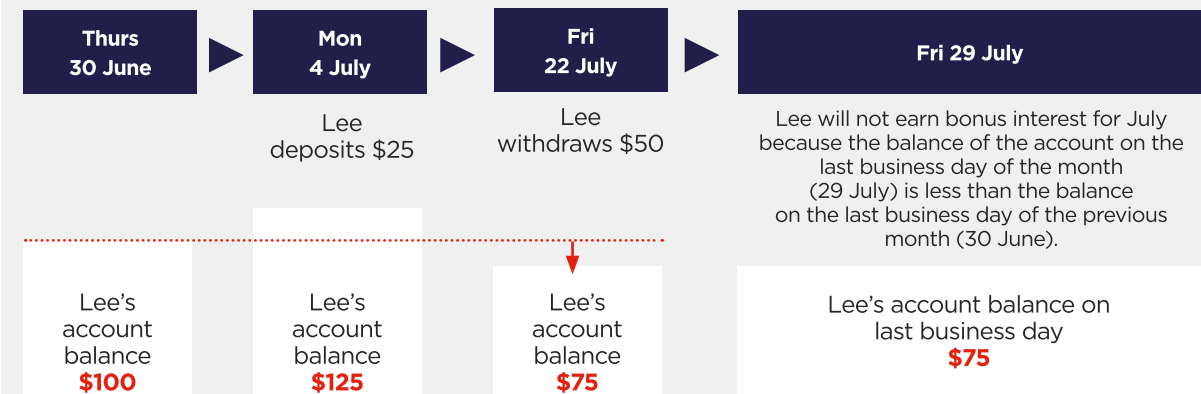 Thurs
30 June
Mon
4 July
Fri
22 July
Fri 29 July
Lee
deposits $25
Lee
withdraws $50
Lee will not earn bonus interest for July
because the balance of the account on the
last business day of the month
(29 July) is less than the balance
on the last business day of the previous
month (30 June).
Lee’s
account
balance
$100
Lee’s
account
balance
$125
Lee’s
account
balance
$75
Lee’s account balance on
last business day
$75